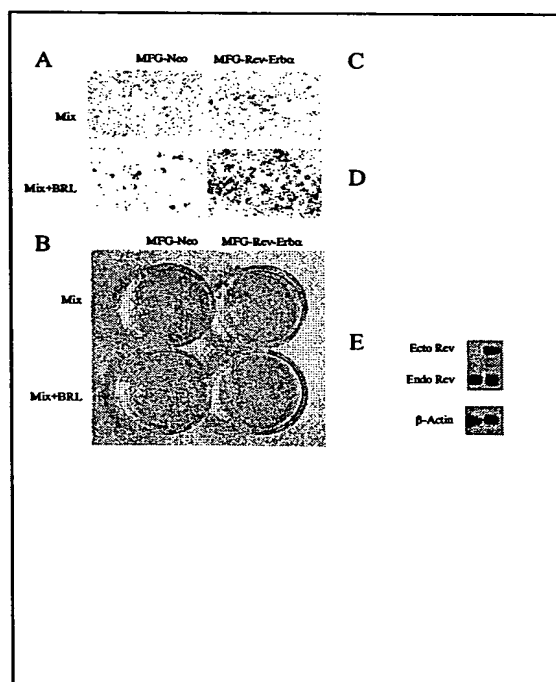 A
MFG-Neo MFG-Rev-Erbα
Mix
Mix+BRL
B
MFG-Neo MFG-Rev-Erbα
Mix
Mix+BRL
C
D
E
Ecto Rev
Endo Rev
β-Actin